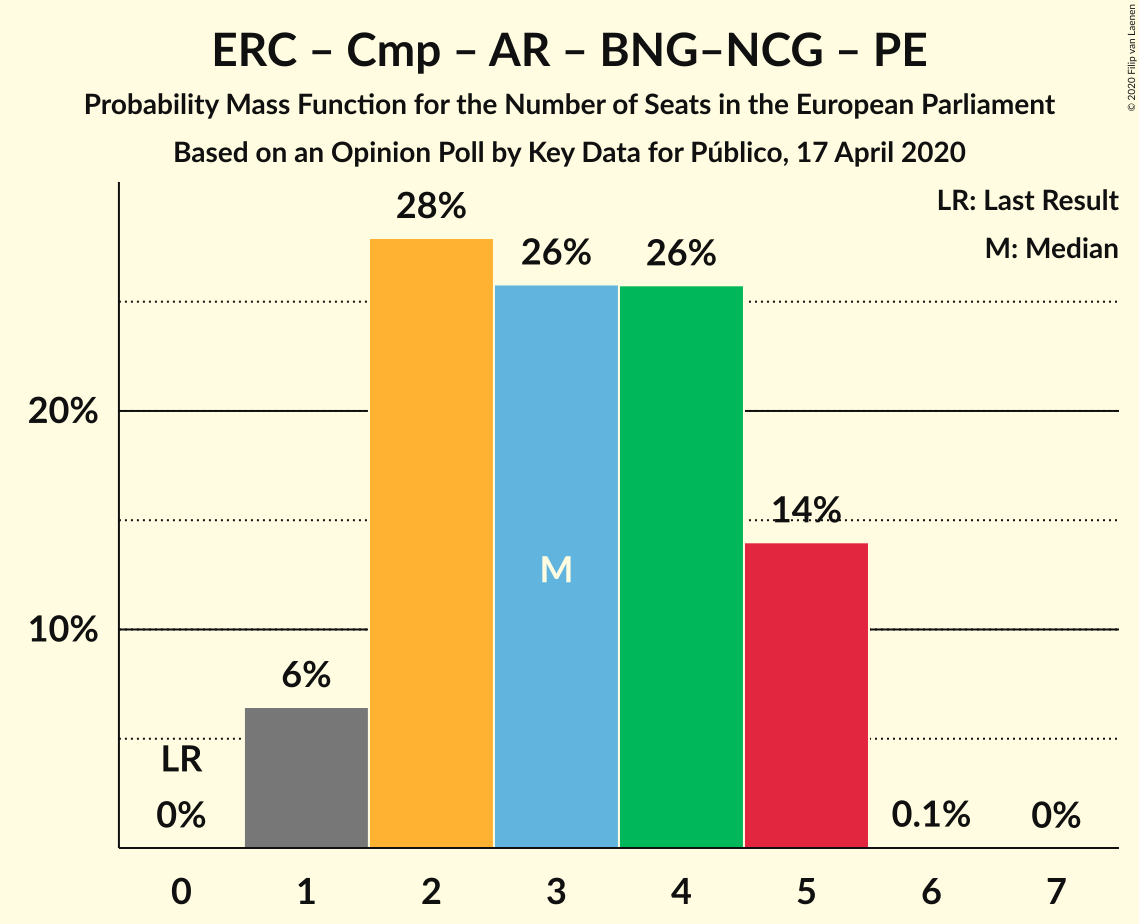 ERC – Cmp – AR – BNG–NCG – PE
Probability Mass Function for the Number of Seats in the European Parliament
Based on an Opinion Poll by Key Data for Público, 17 April 2020
© 2020 Filip van Laenen
LR: Last Result
M: Median
28%
26%
26%
20%
14%
M
10%
6%
LR
0%
0.1%
0%
0
1
2
3
4
5
6
7